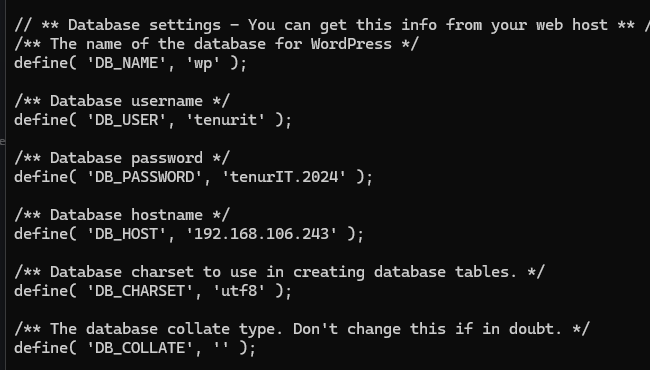 // ** Database settings - You can get this info from your web host ** /
/** The name of the database for WordPress */
define( 'DB_NAME', 'wp' );
/** Database username */
define( 'DB_USER', 'tenurit' );
/** Database password */
define( 'DB_PASSWORD', 'tenurIT.2024' );
/** Database hostname */
define( 'DB_HOST', '192.168.106.243' );
/** Database charset to use in creating database tables. */
define( 'DB_CHARSET', 'utf8' );
/** The database collate type. Don't change this if in doubt. */
define( 'DB_COLLATE', '' );